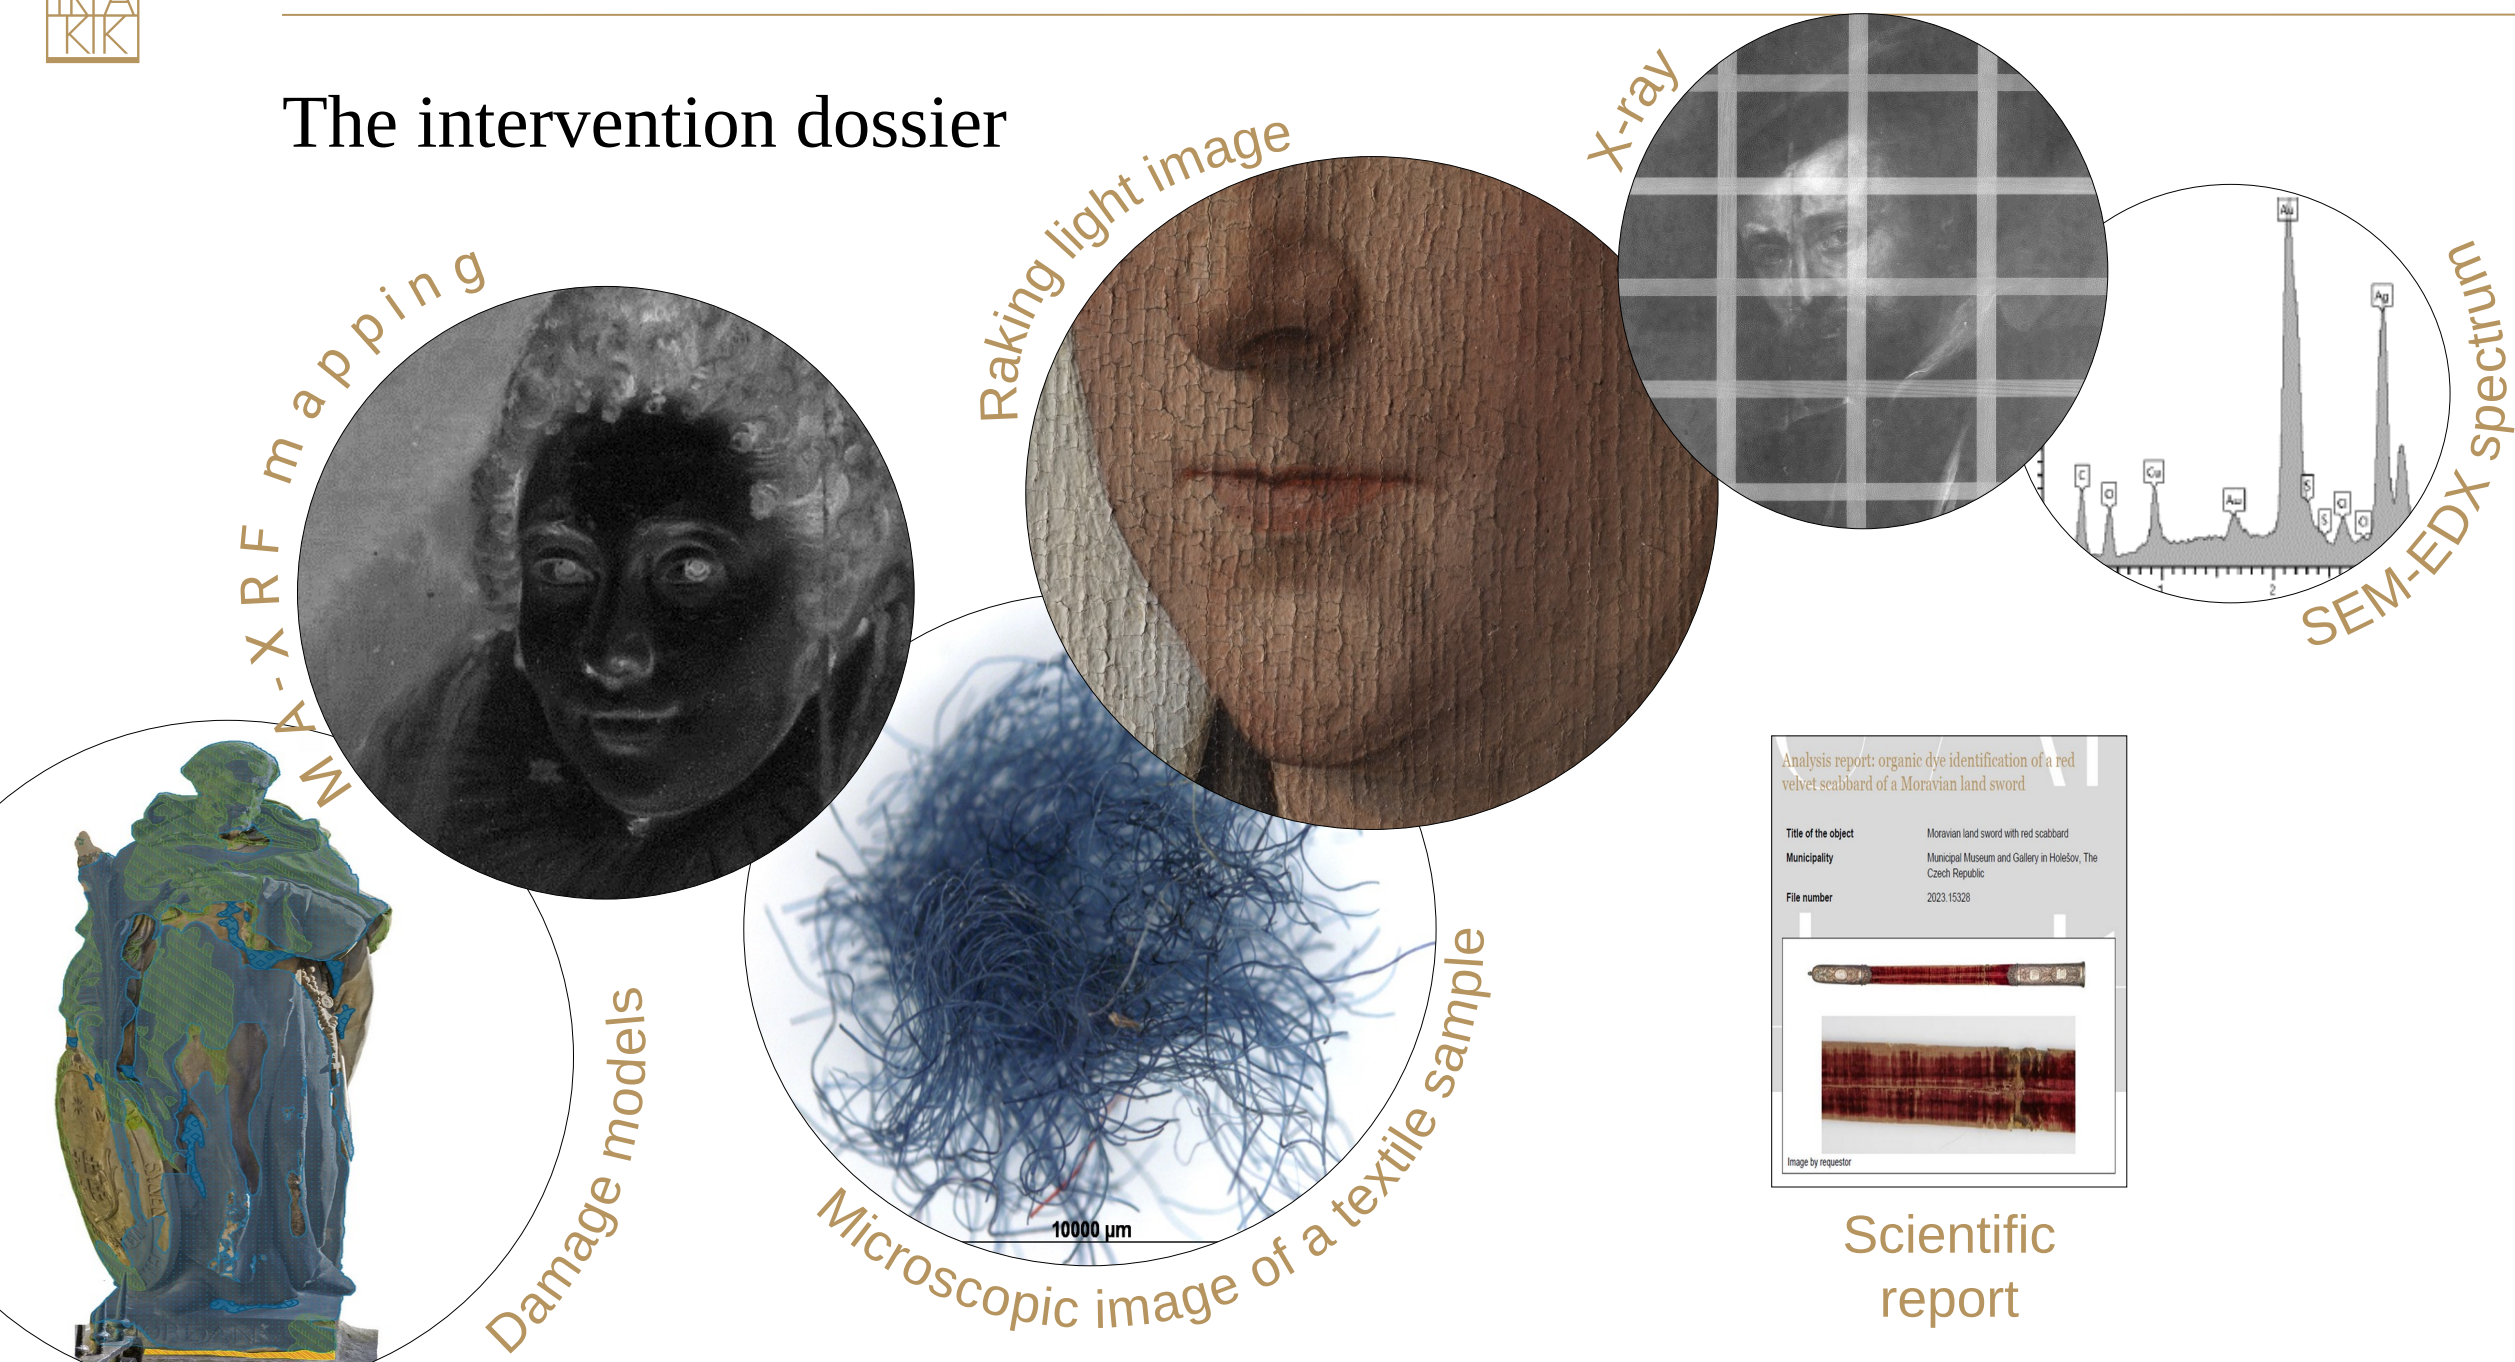 IRPA
KIK
The intervention dossier
MA-XRF mapping
Raking light image
X-ray
SEM-EDX spectrum
Au
Ag
C
O
Cu
Au
S
S
Cl
Cl
1
2
Damage models
Microscopic image of a textile sample
10000 µm
Analysis report: organic dye identification of a red
velvet scabbard of a Moravian land sword
Title of the object Moravian land sword with red scabbard
Municipality Municipal Museum and Gallery in Holešov, The
Czech Republic
File number 2023.15328
Image by requestor
Scientific
report